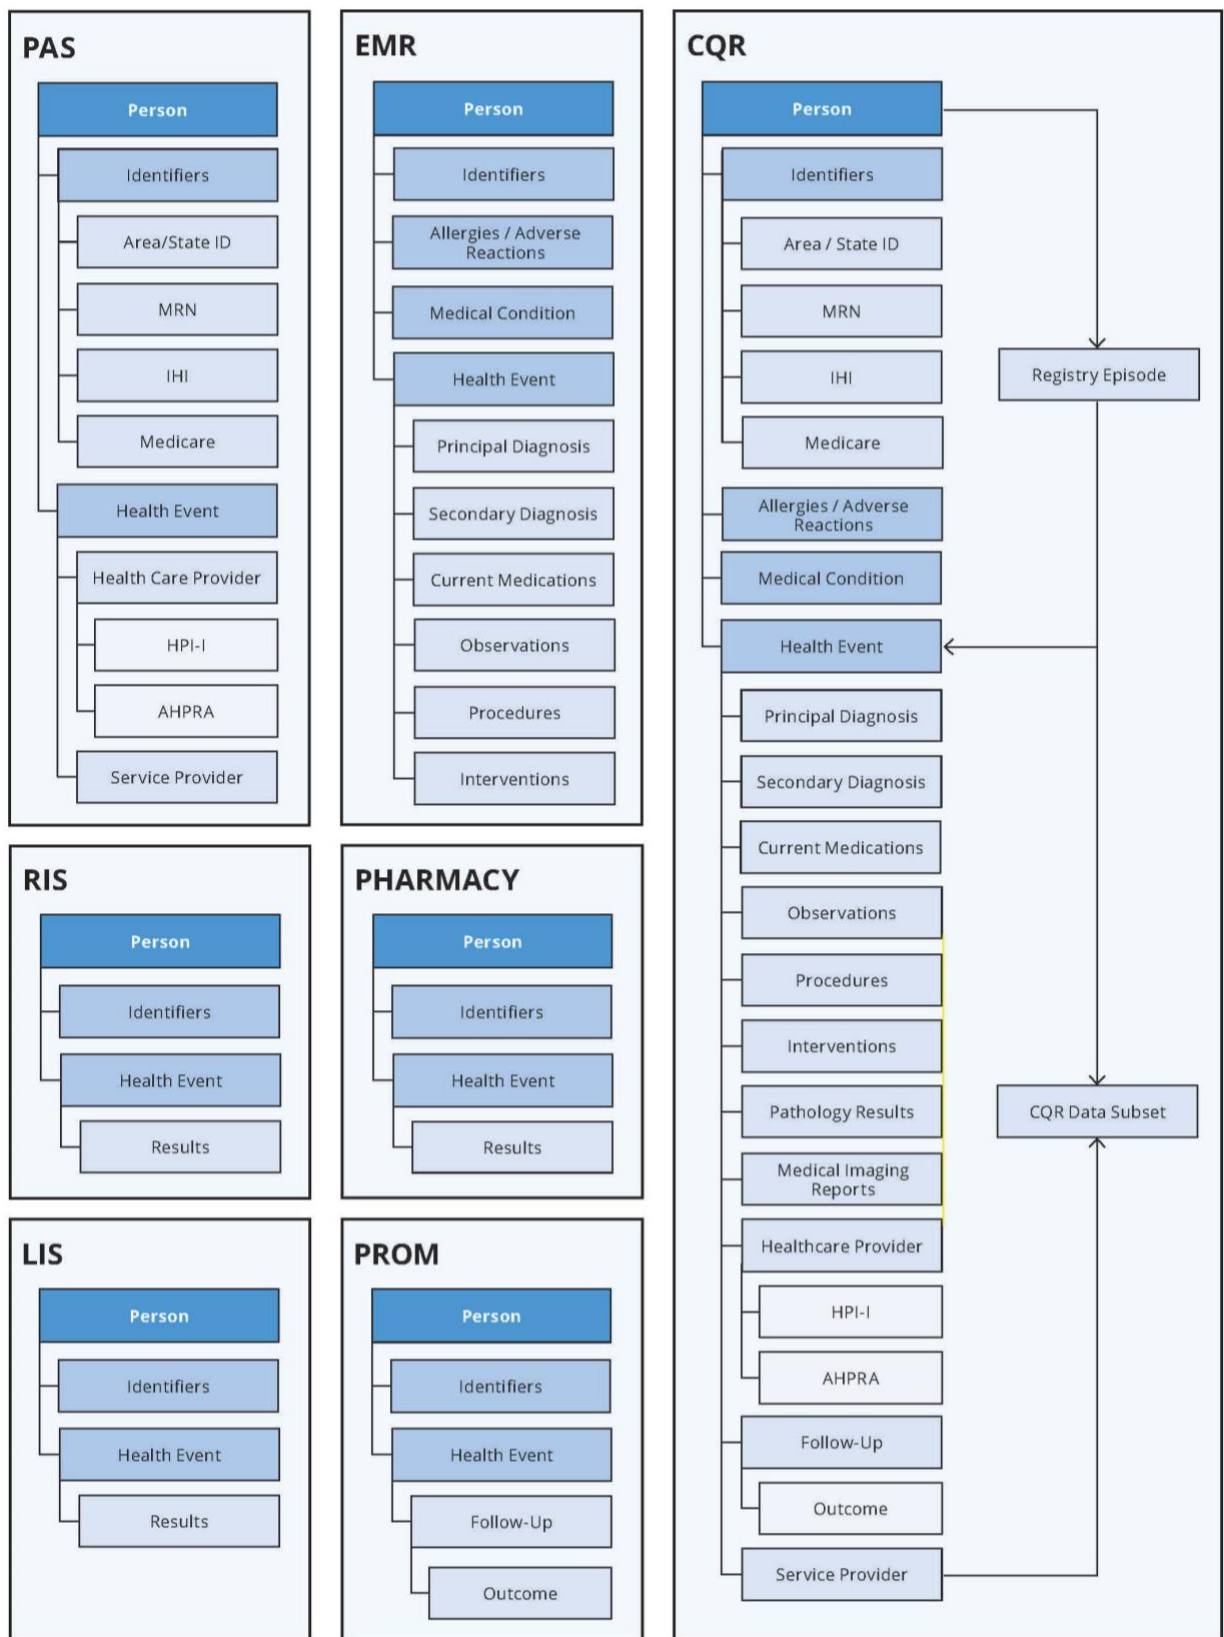 PAS
Person
Identifiers
Area/State ID
MRN
IHI
Medicare
Health Event
Health Care Provider
HPI-I
AHPRA
Service Provider
EMR
Person
Identifiers
Allergies / Adverse
Reactions
Medical Condition
Health Event
Principal Diagnosis
Secondary Diagnosis
Current Medications
Observations
Procedures
Interventions
CQR
Person
Identifiers
Area / State ID
MRN
IHI
Medicare
Allergies / Adverse
Reactions
Medical Condition
Health Event
Principal Diagnosis
Secondary Diagnosis
Current Medications
Observations
Procedures
Interventions
Pathology Results
Medical Imaging
Reports
Healthcare Provider
HPI-I
AHPRA
Follow-Up
Outcome
Service Provider
Registry Episode
CQR Data Subset
RIS
Person
Identifiers
Health Event
Results
PHARMACY
Person
Identifiers
Health Event
Results
LIS
Person
Identifiers
Health Event
Results
PROM
Person
Identifiers
Health Event
Follow-Up
Outcome